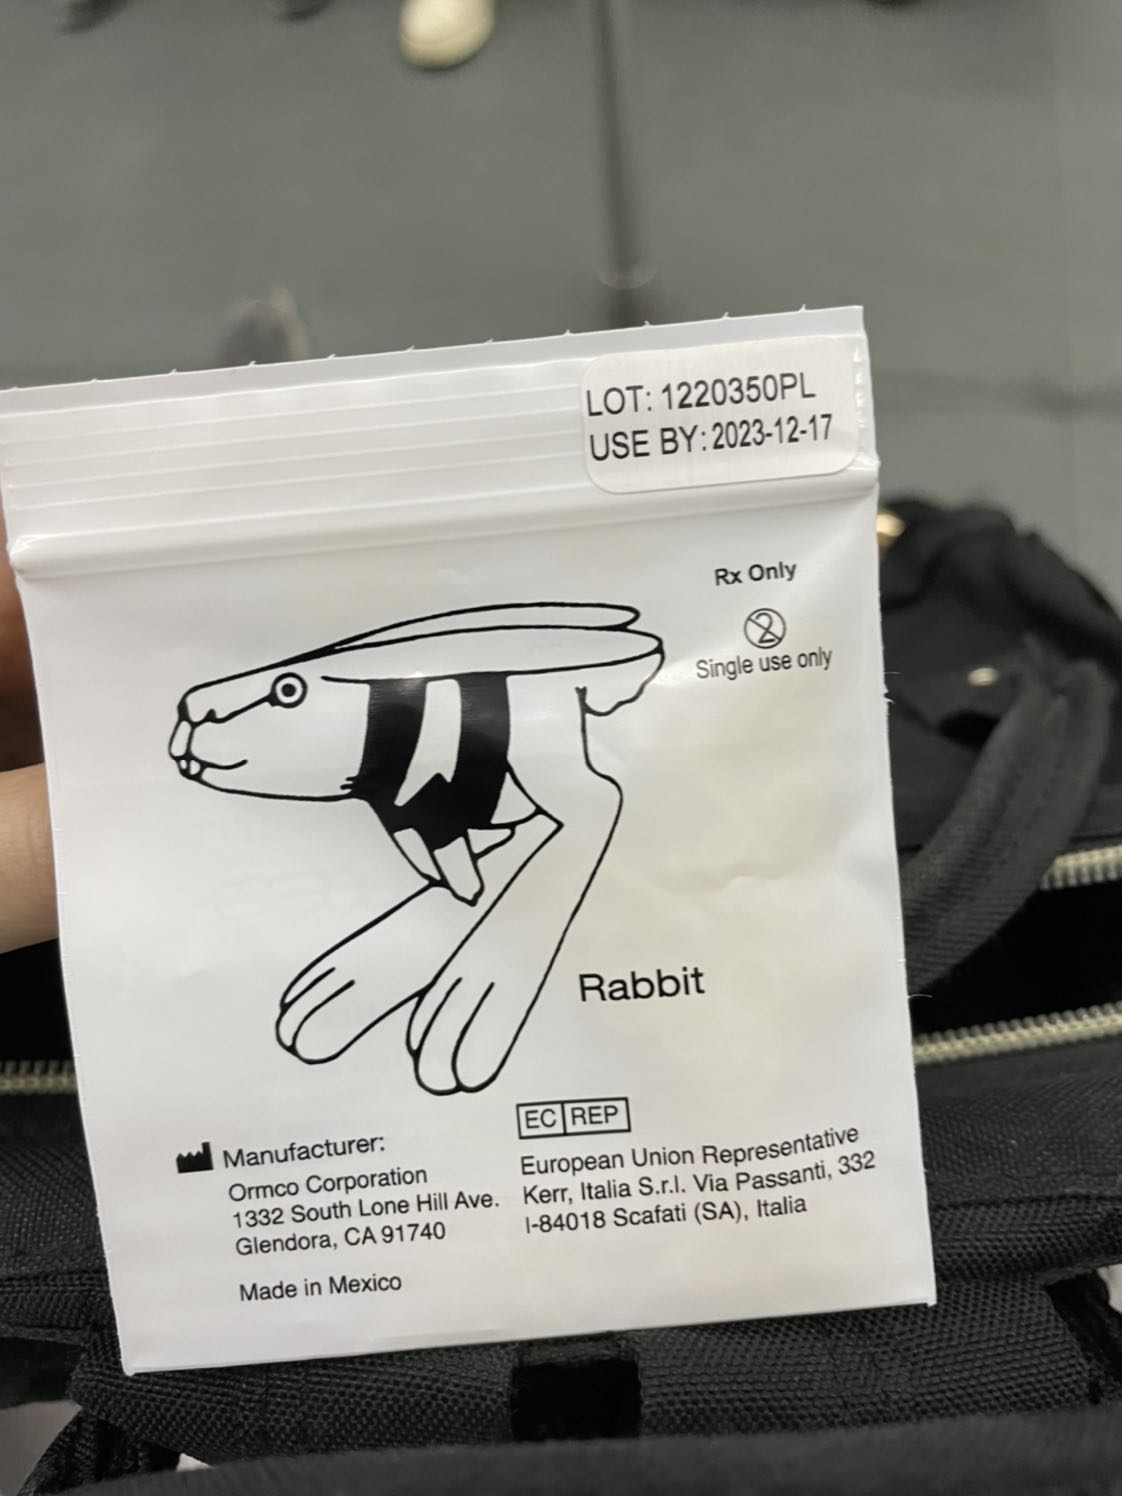 LOT: 1220350PL
USE BY: 2023-12-17
Rx Only
2
Single use only
Rabbit
Manufacturer:
Ormco Corporation
1332 South Lone Hill Ave.
Glendora, CA 91740
Made in Mexico
EC REP
European Union Representative
Kerr, Italia S.r.l. Via Passanti, 332
I-84018 Scafati (SA), Italia